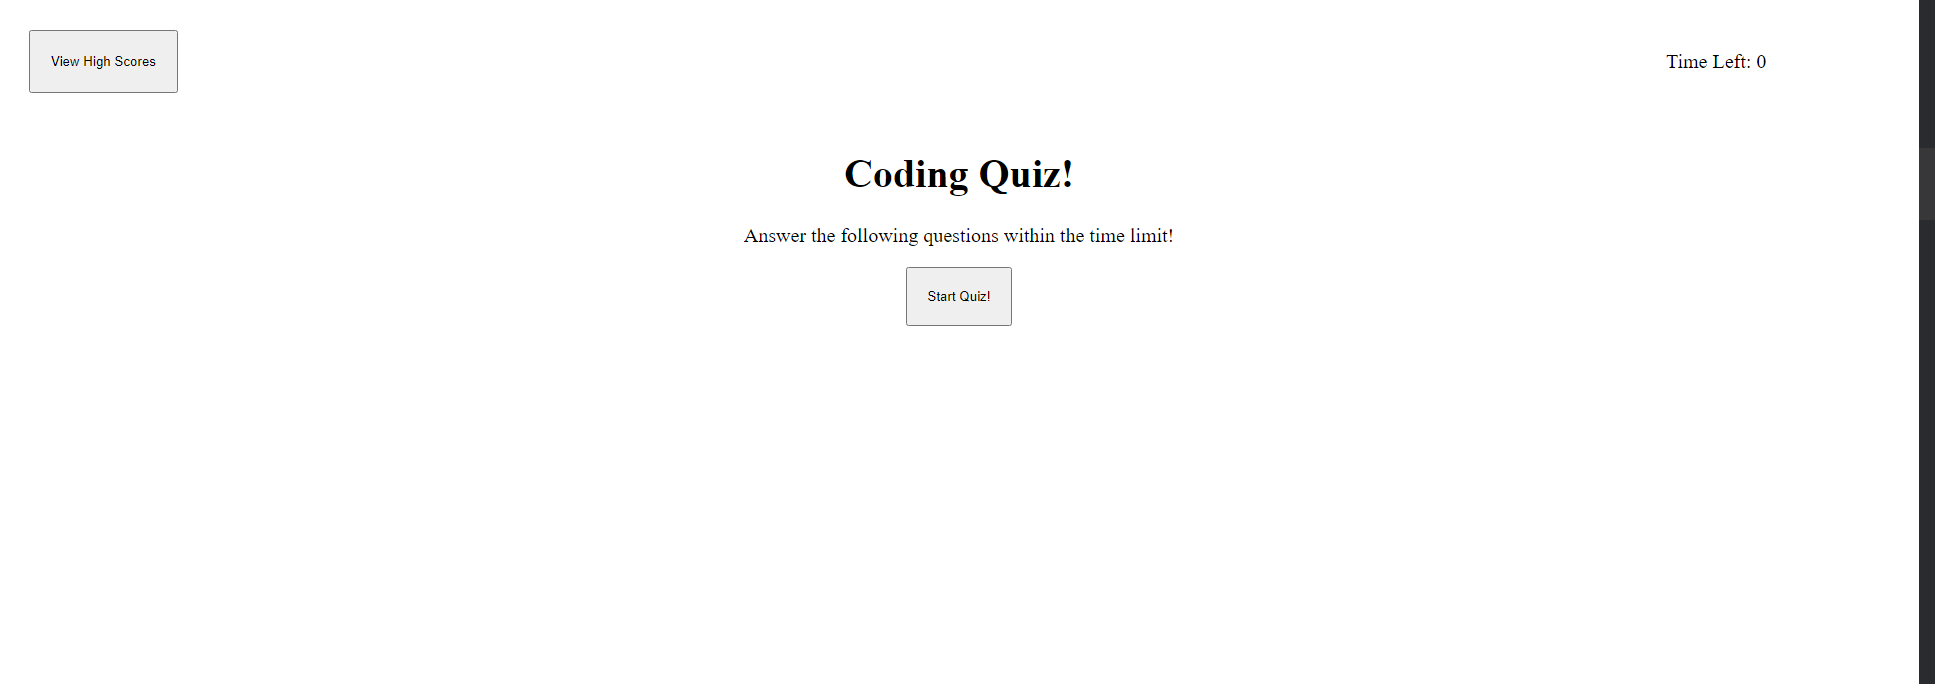 View High Scores
Time Left: 0
Coding Quiz!
Answer the following questions within the time limit!
Start Quiz!